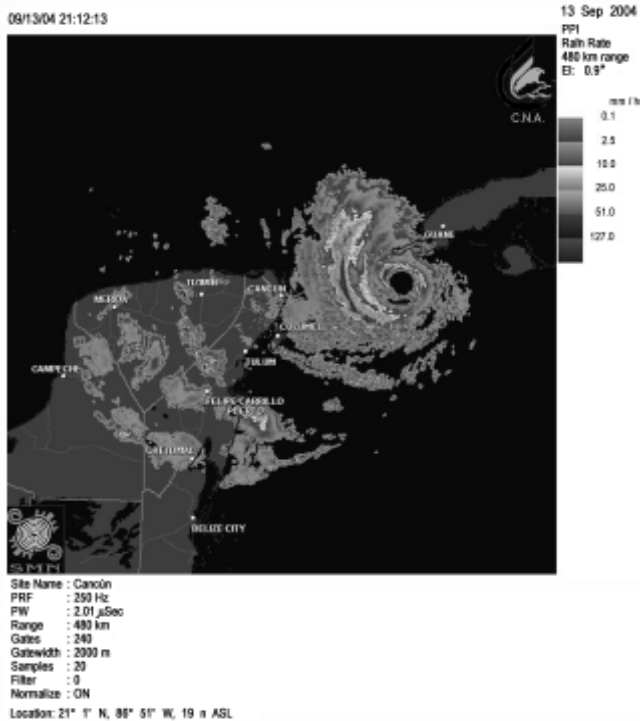 09/13/04 21:12:13
13 Sep 2004
PPI
Rain Rate
480 km range
El: 0.9°
mm / h
0.1
2.5
10.0
25.0
51.0
127.0
C.N.A.
GUANE
TIZIMIN
CANCUN
MERIDA
COZUMEL
TULUM
CAMPECHE
FELIPE CARRILLO
PUERTO
CHETUMAL
BELIZE CITY
SMN
Site Name : Cancún
PRF : 250 Hz
PW : 2.01 µSec
Range : 480 km
Gates : 240
Gatewidth : 2000 m
Samples : 20
Filter : 0
Normalize : ON
Location: 21° 1' N, 86° 51' W, 19 m ASL